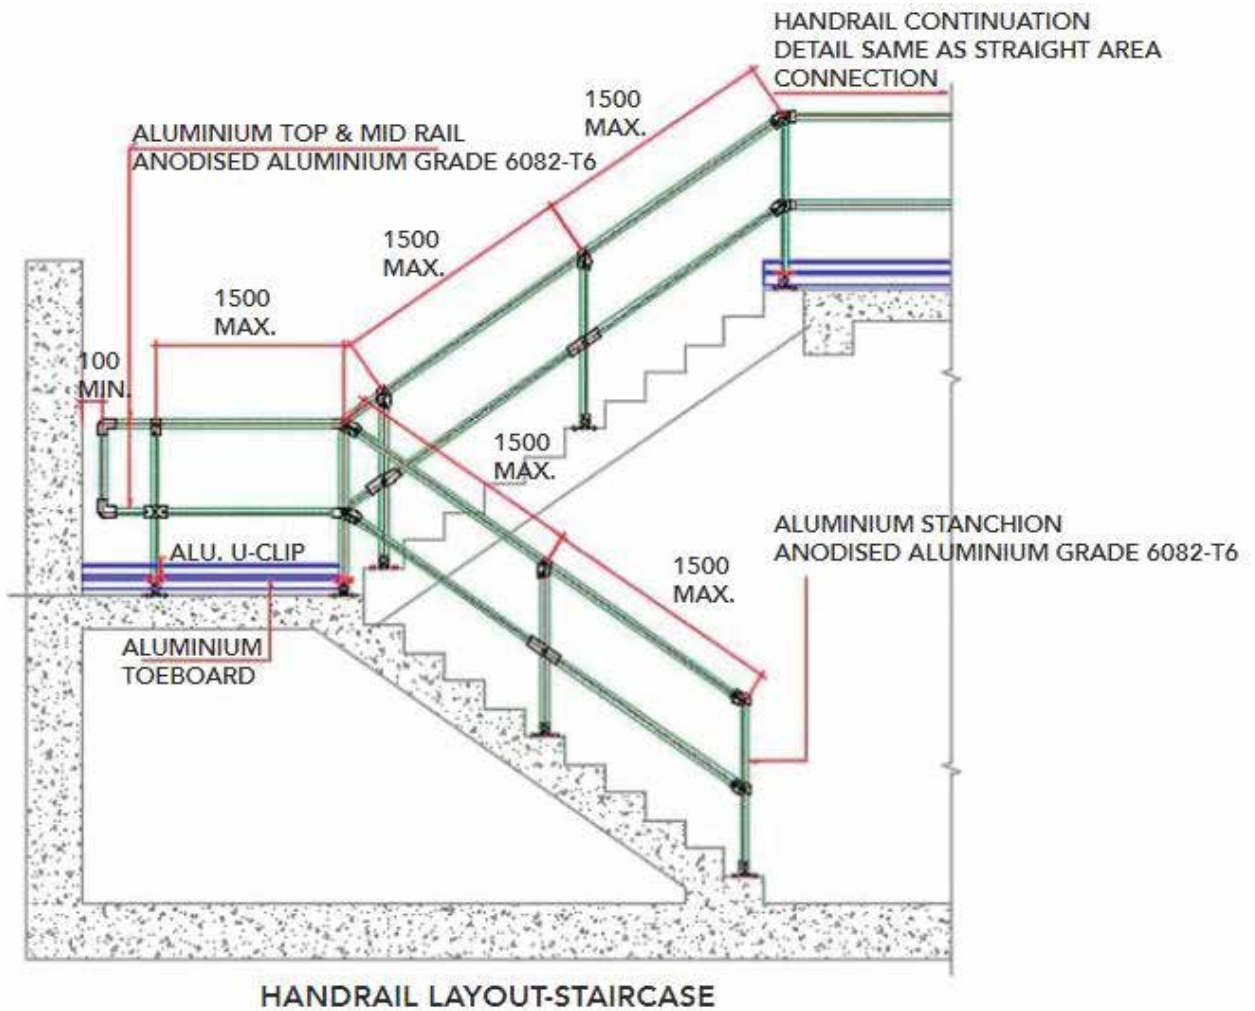 HANDRAIL CONTINUATION
DETAIL SAME AS STRAIGHT AREA
CONNECTION
1500
MAX.
ALUMINIUM TOP & MID RAIL
ANODISED ALUMINIUM GRADE 6082-T6
1500
MAX.
1500
MAX.
100
MIN.
1500
MAX.
ALUMINIUM STANCHION
ANODISED ALUMINIUM GRADE 6082-T6
ALU. U-CLIP
1500
MAX.
ALUMINIUM
TOEBOARD
HANDRAIL LAYOUT-STAIRCASE